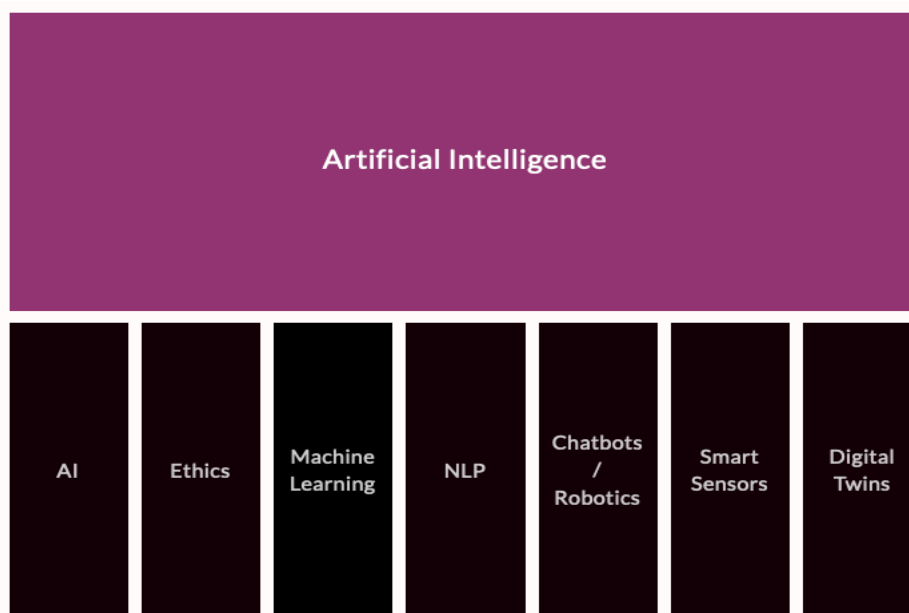 Artificial Intelligence
AI
Ethics
Machine
Learning
NLP
Chatbots
/
Robotics
Smart
Sensors
Digital
Twins